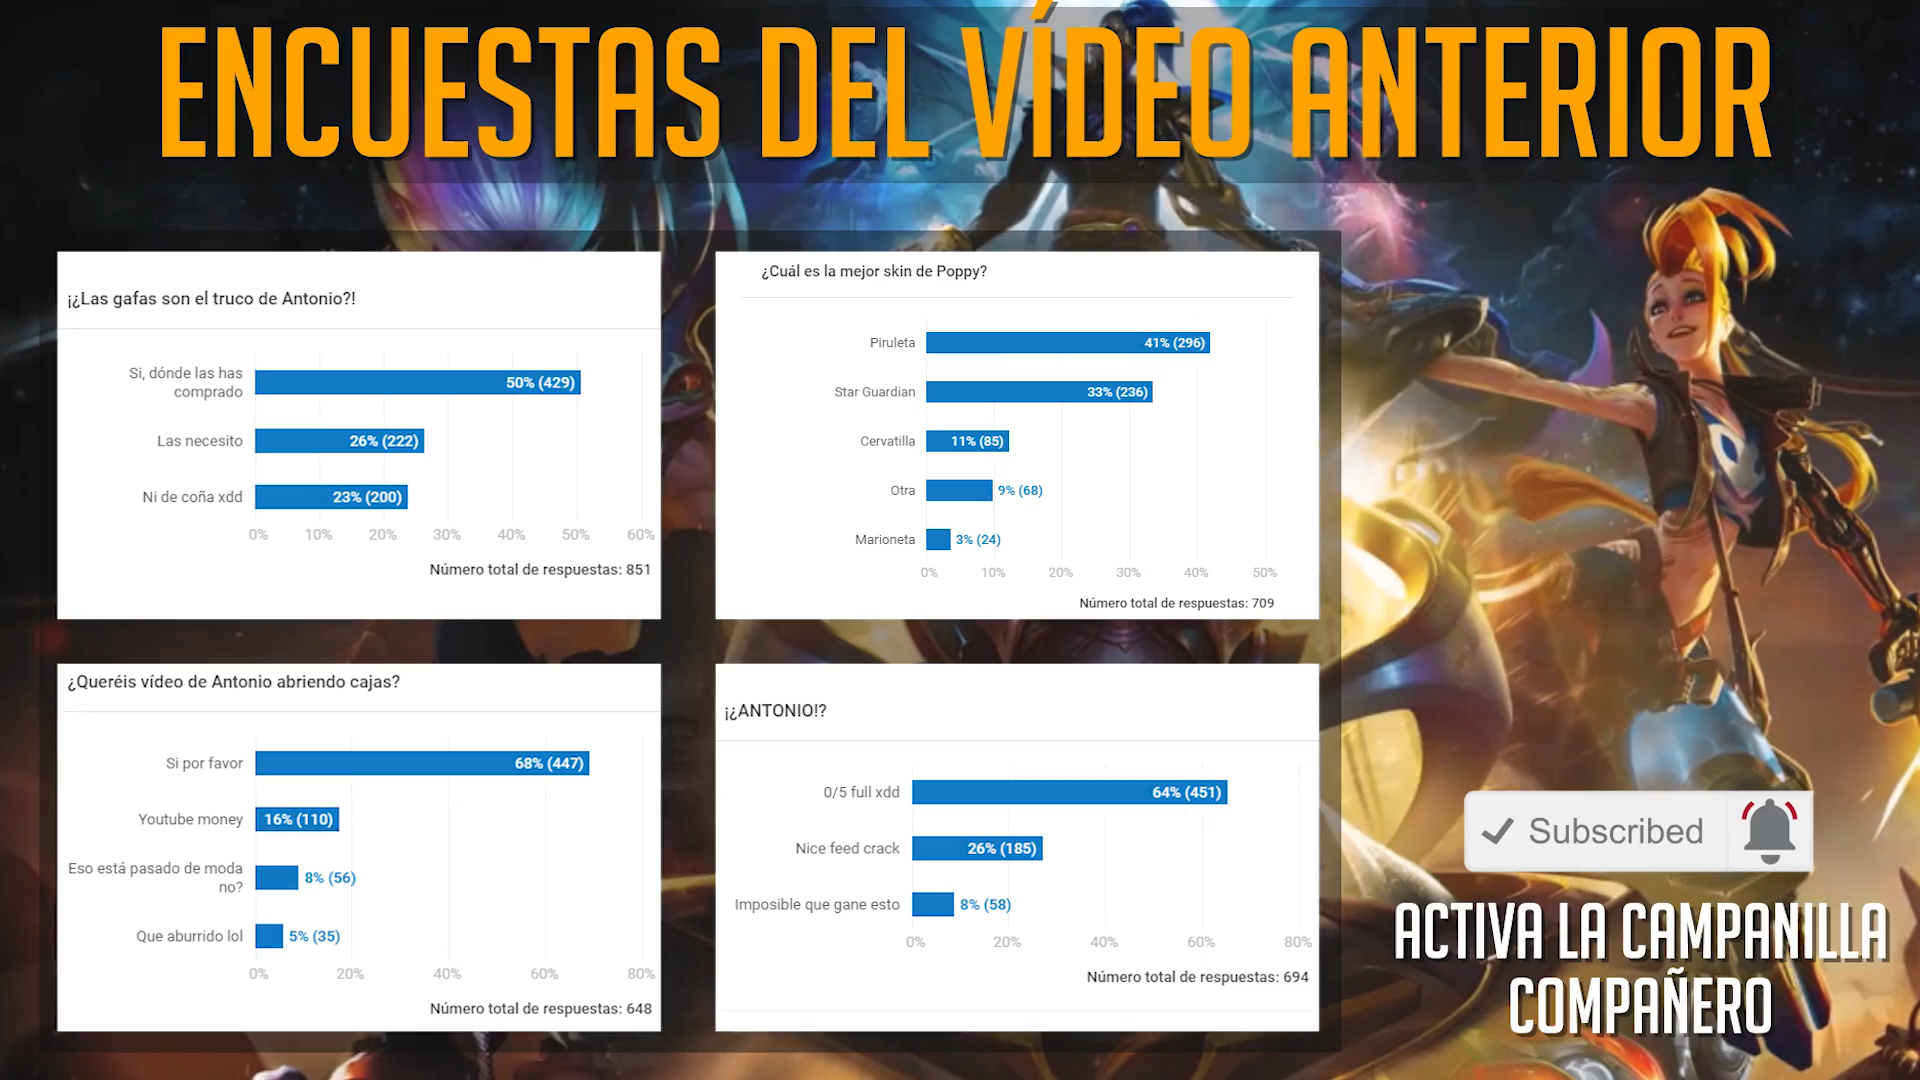 ENCUESTAS DEL VÍDEO ANTERIOR
¡¿Las gafas son el truco de Antonio?!
Si, dónde las has
comprado
50% (429)
Las necesito
26% (222)
Ni de coña xdd
23% (200)
0% 10% 20% 30% 40% 50% 60%
Número total de respuestas: 851
¿Cuál es la mejor skin de Poppy?
Piruleta
41% (296)
Star Guardian
33% (236)
Cervatilla
11% (85)
Otra
9% (68)
Marioneta
3% (24)
0% 10% 20% 30% 40% 50%
Número total de respuestas: 709
¿Queréis vídeo de Antonio abriendo cajas?
Si por favor
68% (447)
Youtube money
16% (110)
Eso está pasado de moda
no?
8% (56)
Que aburrido lol
5% (35)
0% 20% 40% 60% 80%
Número total de respuestas: 648
¡¿ANTONIO!?
0/5 full xdd
64% (451)
Nice feed crack
26% (185)
Imposible que gane esto
8% (58)
0% 20% 40% 60% 80%
Número total de respuestas: 694
Subscribed
ACTIVA LA CAMPANILLA
COMPAÑERO